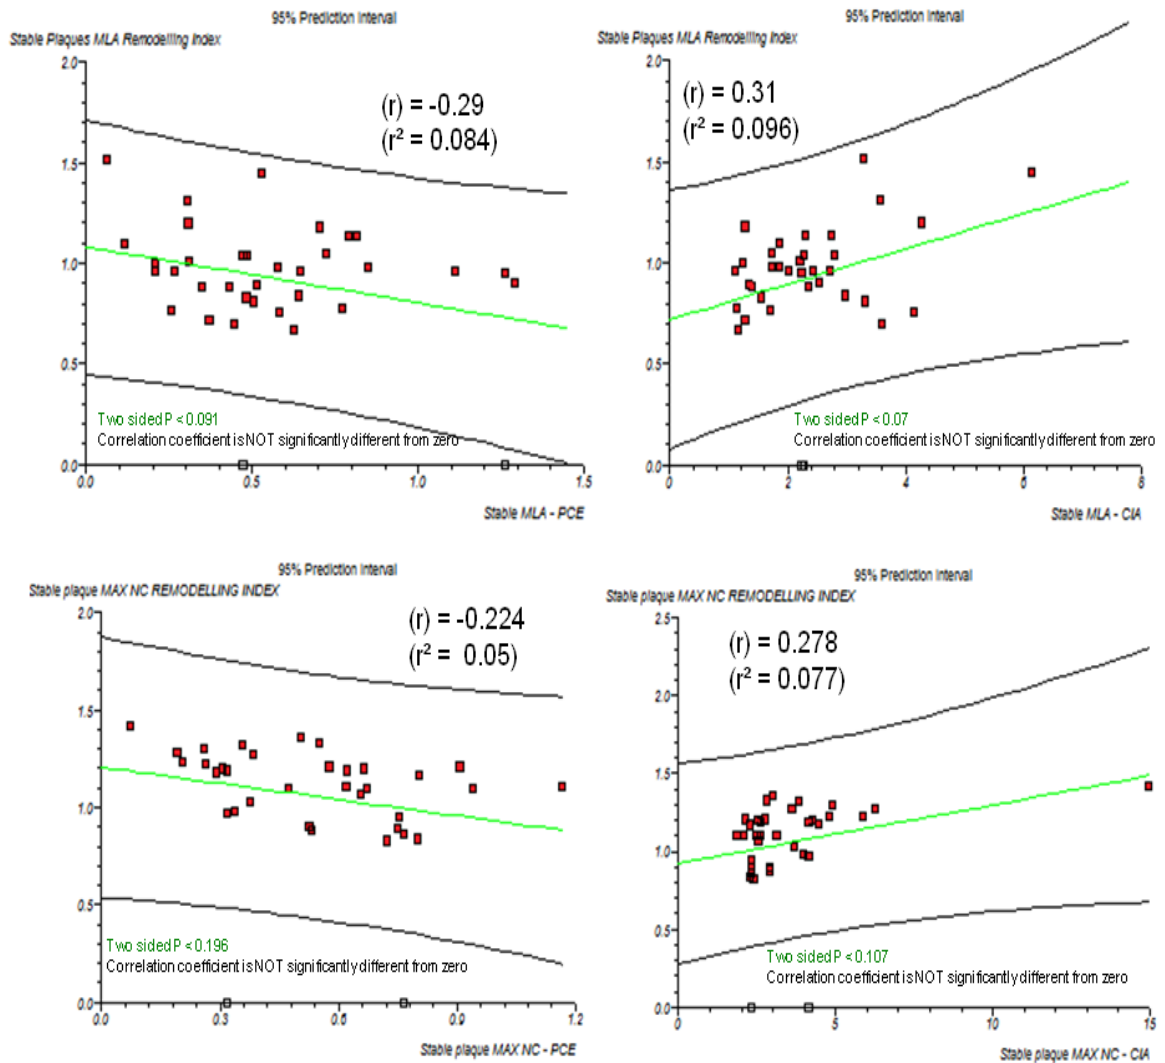 95% Prediction Interval
Stable Plaques MLA Remodelling Index
2.0
1.5
1.0
0.5
0.0
(r) = -0.29
(r² = 0.084)
Two sided P < 0.091
Correlation coefficient is NOT significantly different from zero
0.0 0.5 1.0 1.5
Stable MLA - PCE
95% Prediction Interval
Stable Plaques MLA Remodelling Index
2.0
1.5
1.0
0.5
0.0
(r) = 0.31
(r² = 0.096)
Two sided P < 0.07
Correlation coefficient is NOT significantly different from zero
0 2 4 6 8
Stable MLA - CIA
95% Prediction Interval
Stable plaque MAX NC REMODELLING INDEX
2.0
1.5
1.0
0.5
0.0
(r) = -0.224
(r² = 0.05)
Two sided P < 0.196
Correlation coefficient is NOT significantly different from zero
0.0 0.3 0.6 0.9 1.2
Stable plaque MAX NC - PCE
95% Prediction Interval
Stable plaque MAX NC REMODELLING INDEX
2.5
2.0
1.5
1.0
0.5
0.0
(r) = 0.278
(r² = 0.077)
Two sided P < 0.107
Correlation coefficient is NOT significantly different from zero
0 5 10 15
Stable plaque MAX NC - CIA